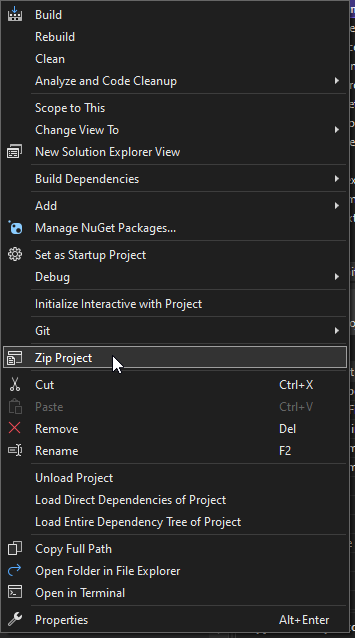 Build
Rebuild
Clean
Analyze and Code Cleanup
Scope to This
Change View To
New Solution Explorer View
Build Dependencies
Add
Manage NuGet Packages...
Set as Startup Project
Debug
Initialize Interactive with Project
Git
Zip Project
Cut Ctrl+X
Paste Ctrl+V
Remove Del
Rename F2
Unload Project
Load Direct Dependencies of Project
Load Entire Dependency Tree of Project
Copy Full Path
Open Folder in File Explorer
Open in Terminal
Properties Alt+Enter